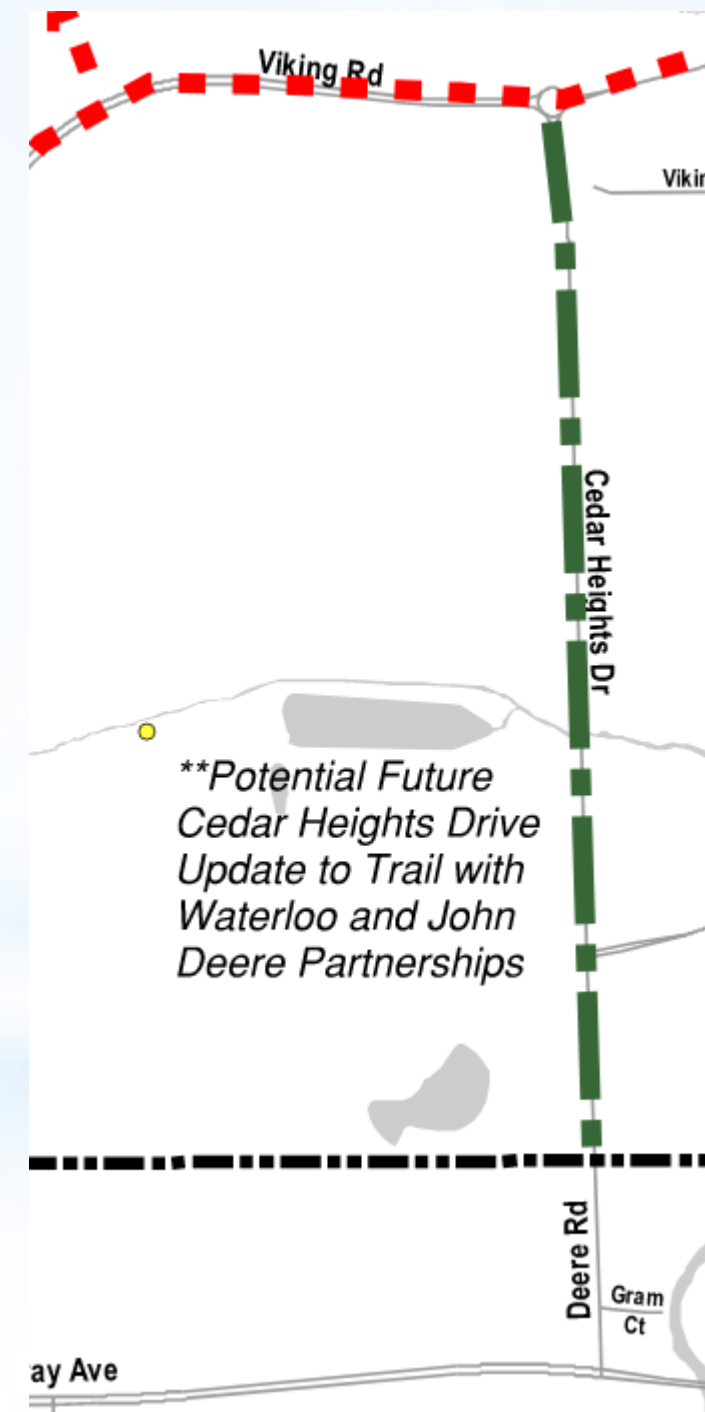 Viking Rd
Cedar Heights Dr
**Potential Future
Cedar Heights Drive
Update to Trail with
Waterloo and John
Deere Partnerships
Deere Rd
Gram
Ct
ay Ave